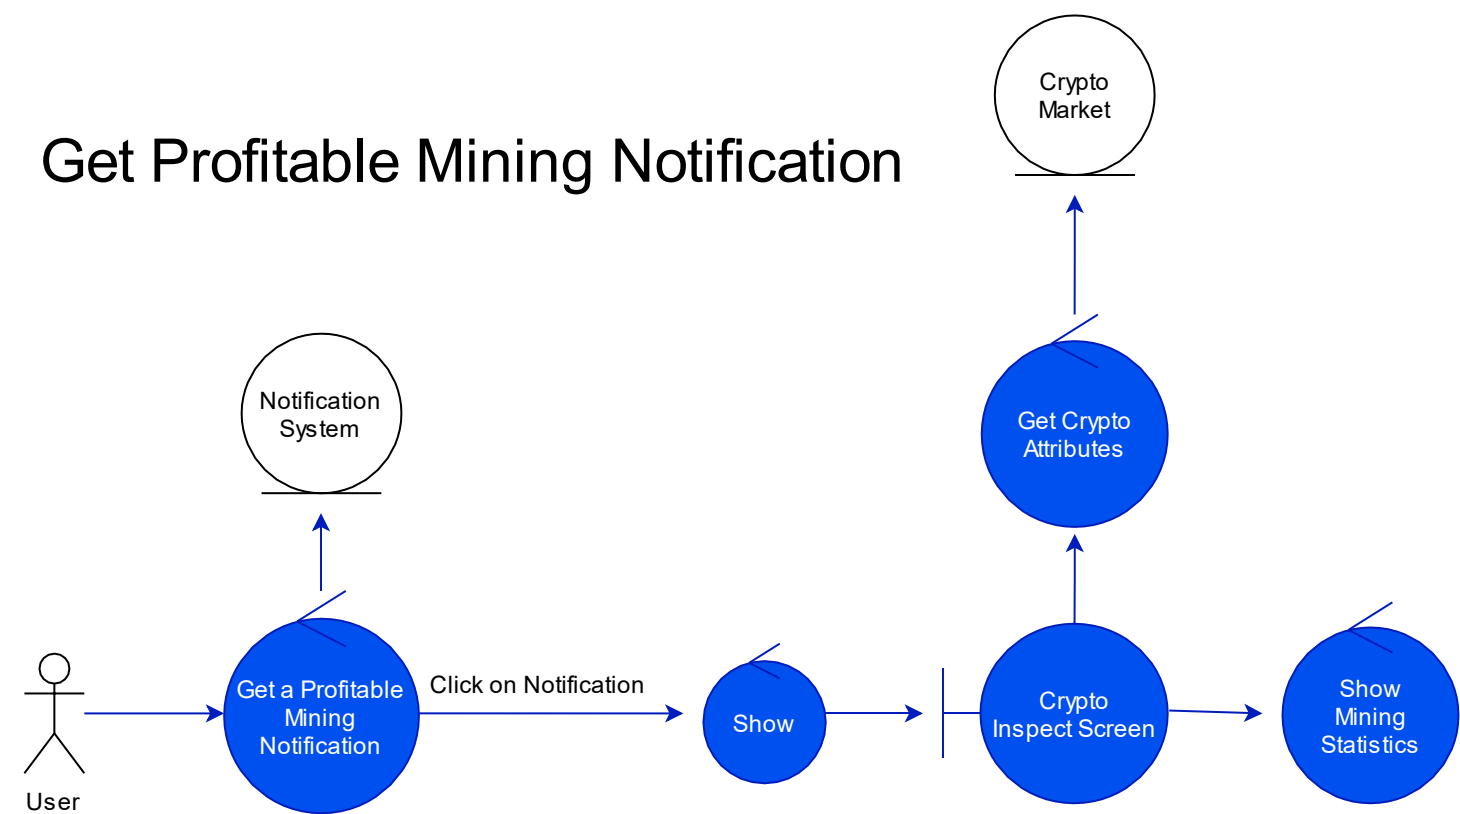 Crypto
Market
Get Profitable Mining Notification
Notification
System
Get Crypto
Attributes
Get a Profitable
Mining
Notification
Click on Notification
Show
Crypto
Inspect Screen
Show
Mining
Statistics
User